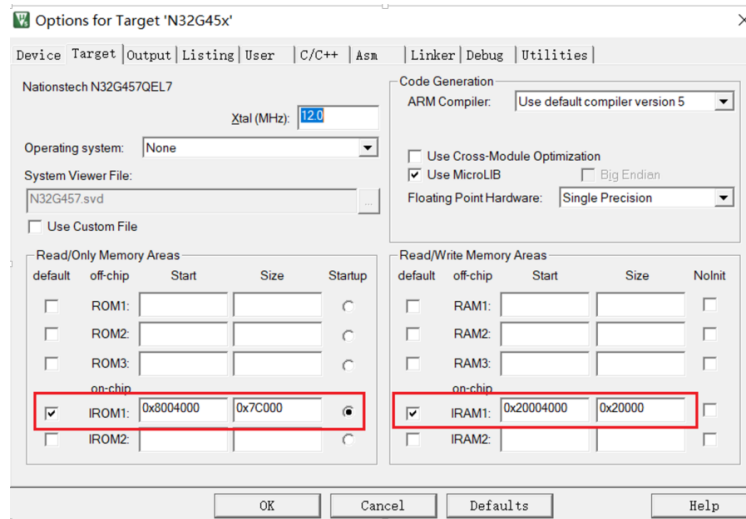 Options for Target 'N32G45x'
Device Target Output Listing User C/C++ Asm Linker Debug Utilities
Nationstech N32G457QEL7
Xtal (MHz): 12.0
Operating system: None
System Viewer File:
N32G457.svd ...
Use Custom File
Code Generation
ARM Compiler: Use default compiler version 5
Use Cross-Module Optimization
Use MicroLIB Big Endian
Floating Point Hardware: Single Precision
Read/Only Memory Areas
default off-chip Start Size Startup
ROM1:
ROM2:
ROM3:
on-chip
IROM1: 0x8004000 0x7C000
IROM2:
Read/Write Memory Areas
default off-chip Start Size NoInit
RAM1:
RAM2:
RAM3:
on-chip
IRAM1: 0x20004000 0x20000
IRAM2:
OK Cancel Defaults Help